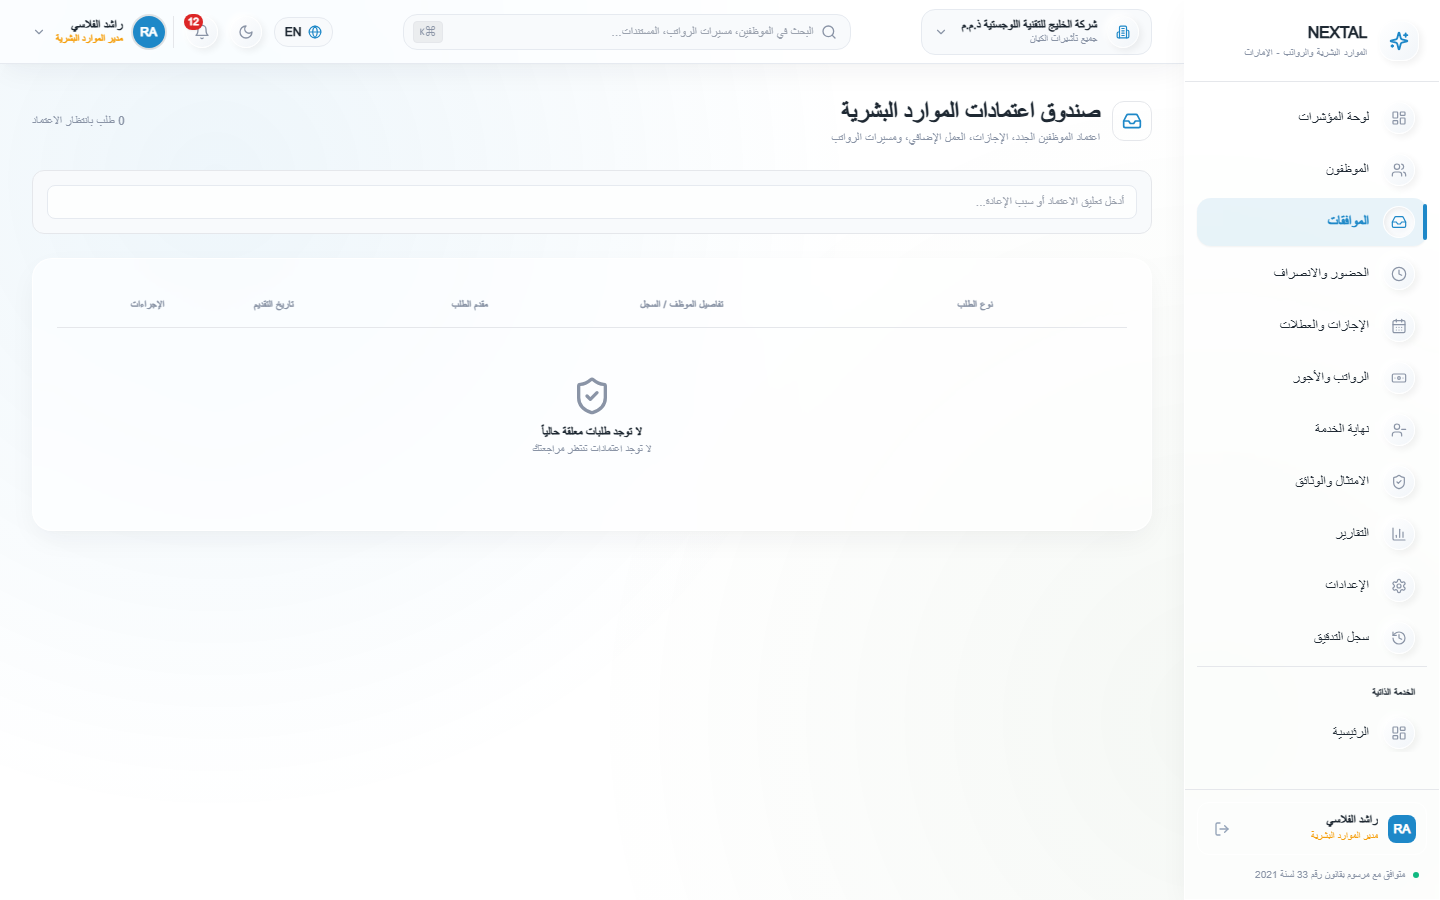 NEXTAL
الموارد البشرية والرواتب - الإمارات
لوحة المؤشرات
الموظفون
الموافقات
الحضور والانصراف
الإجازات والعطلات
الرواتب والأجور
نهاية الخدمة
الامتثال والوثائق
التقارير
الإعدادات
سجل التدقيق
الخدمة الذاتية
الرئيسية
RA
راشد الفلاسي
مدير الموارد البشرية
متوافق مع مرسوم بقانون رقم 33 لسنة 2021
شركة الخليج للتقنية اللوجستية ذ.م.م
جميع تأشيرات الكيان
البحث في الموظفين، مسيرات الرواتب، المستندات...
⌘K
EN
12
RA
راشد الفلاسي
مدير الموارد البشرية
صندوق اعتمادات الموارد البشرية
اعتماد الموظفين الجدد، الإجازات، العمل الإضافي، ومسيرات الرواتب
0 طلب بانتظار الاعتماد
أدخل تعليق الاعتماد أو سبب الإعادة...
نوع الطلب
تفاصيل الموظف / السجل
مقدم الطلب
تاريخ التقديم
الإجراءات
لا توجد طلبات معلقة حالياً
لا توجد اعتمادات تنتظر مراجعتك